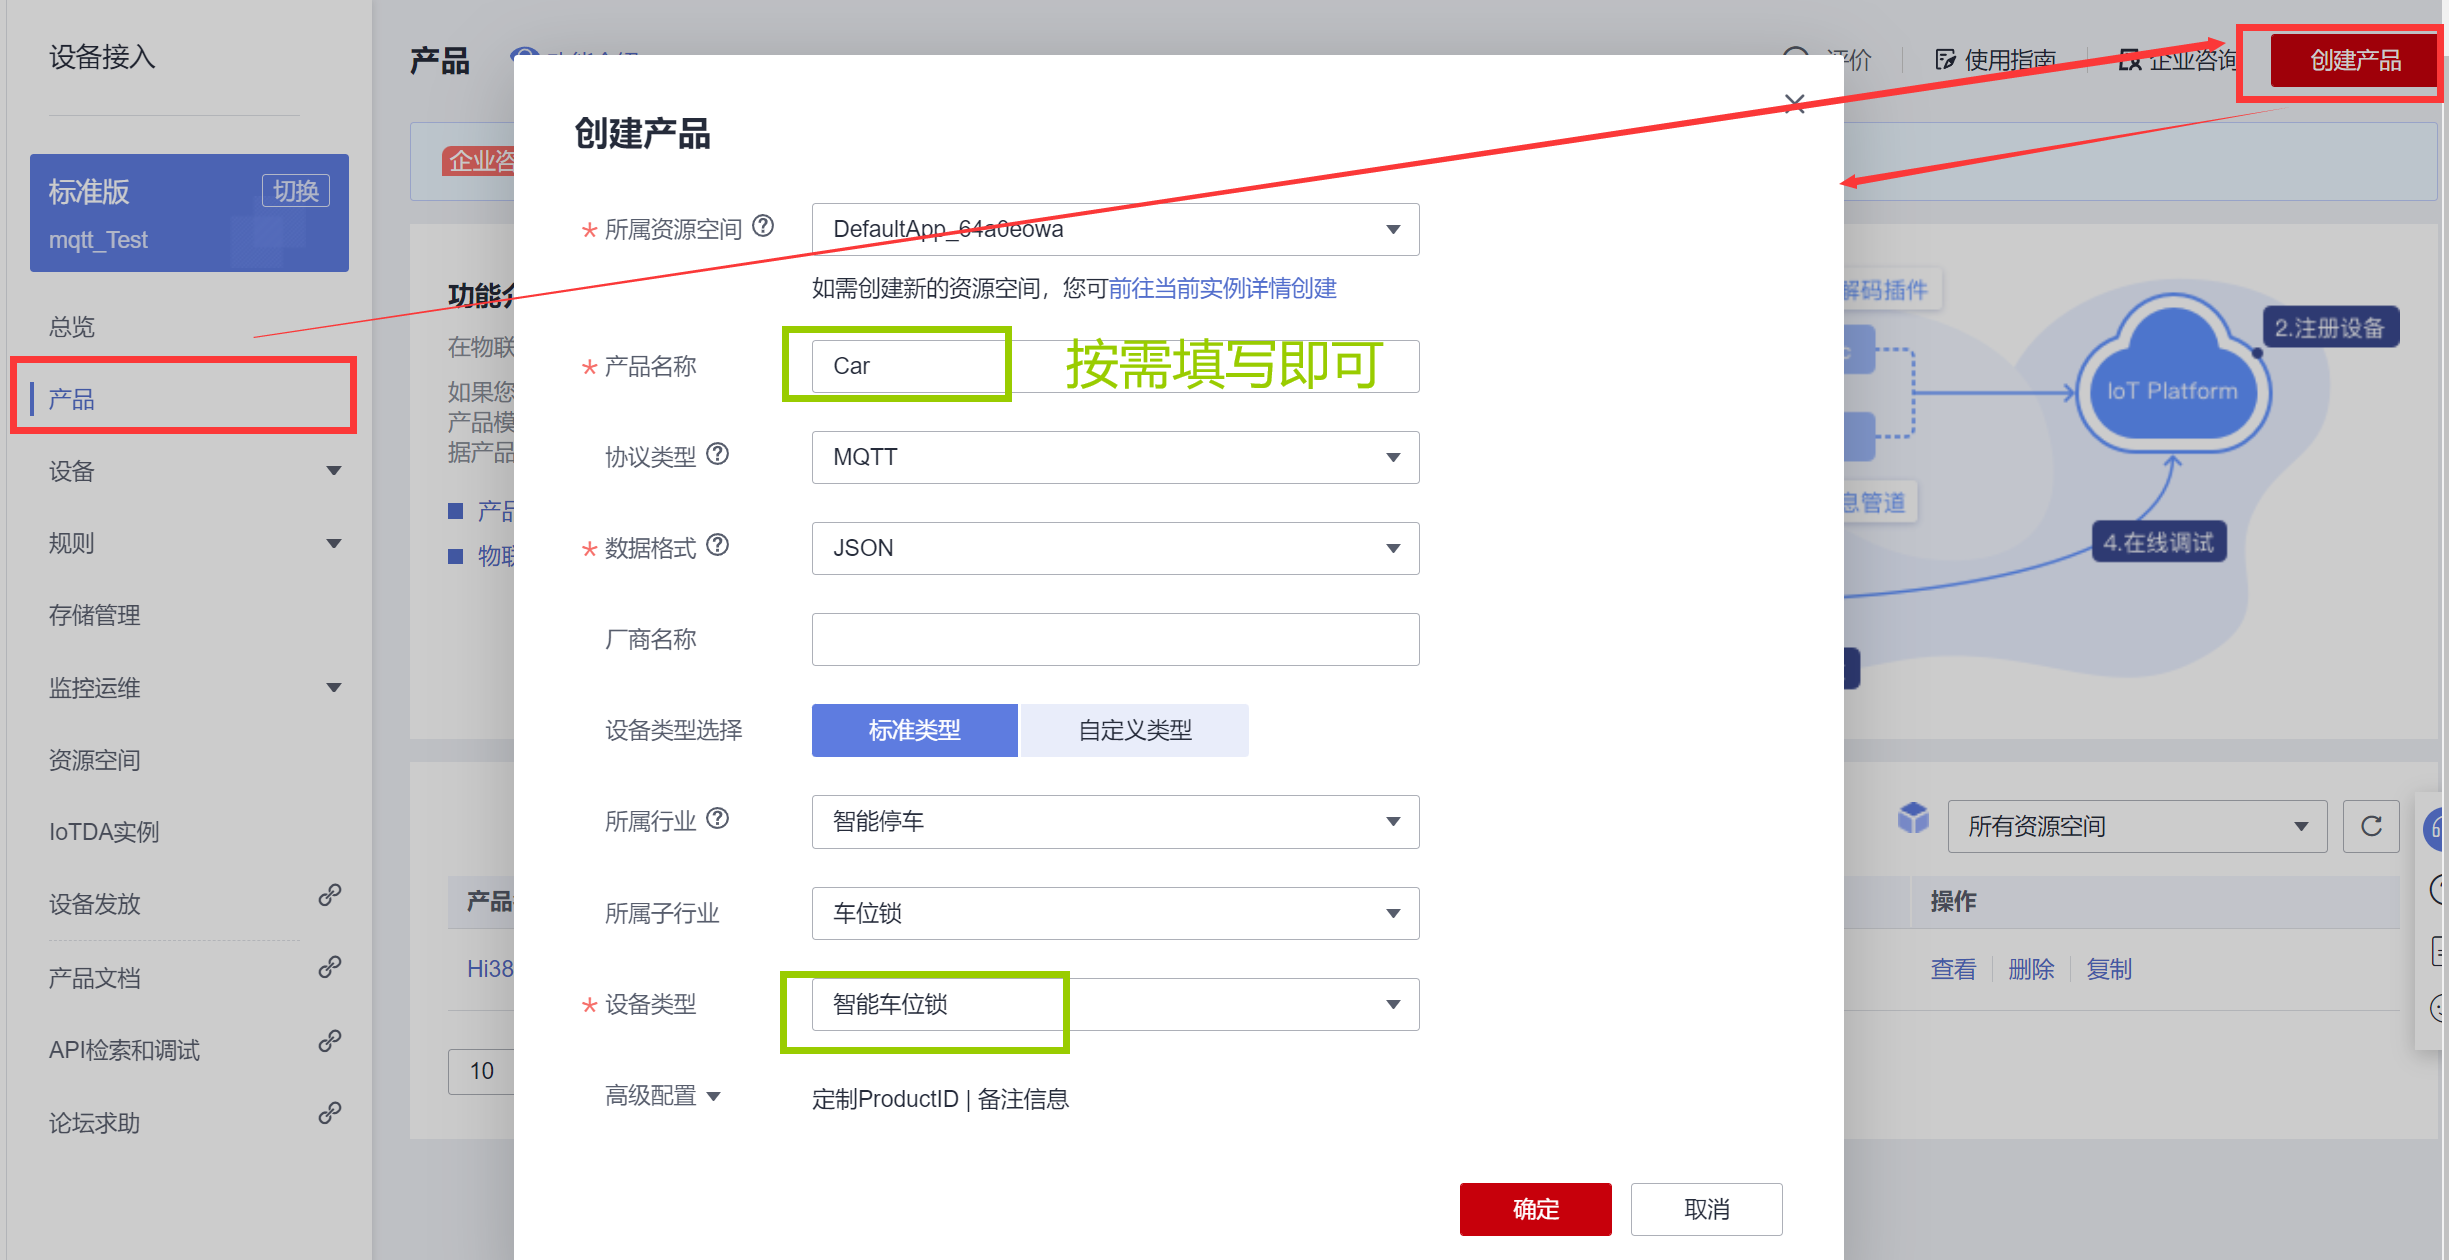 设备接入
标准版
切换
mqtt_Test
总览
产品
设备
规则
存储管理
监控运维
资源空间
IoTDA实例
设备发放
产品文档
API检索和调试
论坛求助
产品
评价
使用指南
企业咨询
创建产品
企业咨
功能介
在物联
如果您
产品模
据产品
产品
物联
解码插件
2.注册设备
IoT Platform
息管道
4.在线调试
所有资源空间
产品
操作
Hi38
查看
删除
复制
10
创建产品
* 所属资源空间
DefaultApp_64a0eowa
如需创建新的资源空间，您可前往当前实例详情创建
* 产品名称
Car
按需填写即可
协议类型
MQTT
* 数据格式
JSON
厂商名称
设备类型选择
标准类型
自定义类型
所属行业
智能停车
所属子行业
车位锁
* 设备类型
智能车位锁
高级配置
定制ProductID | 备注信息
确定
取消